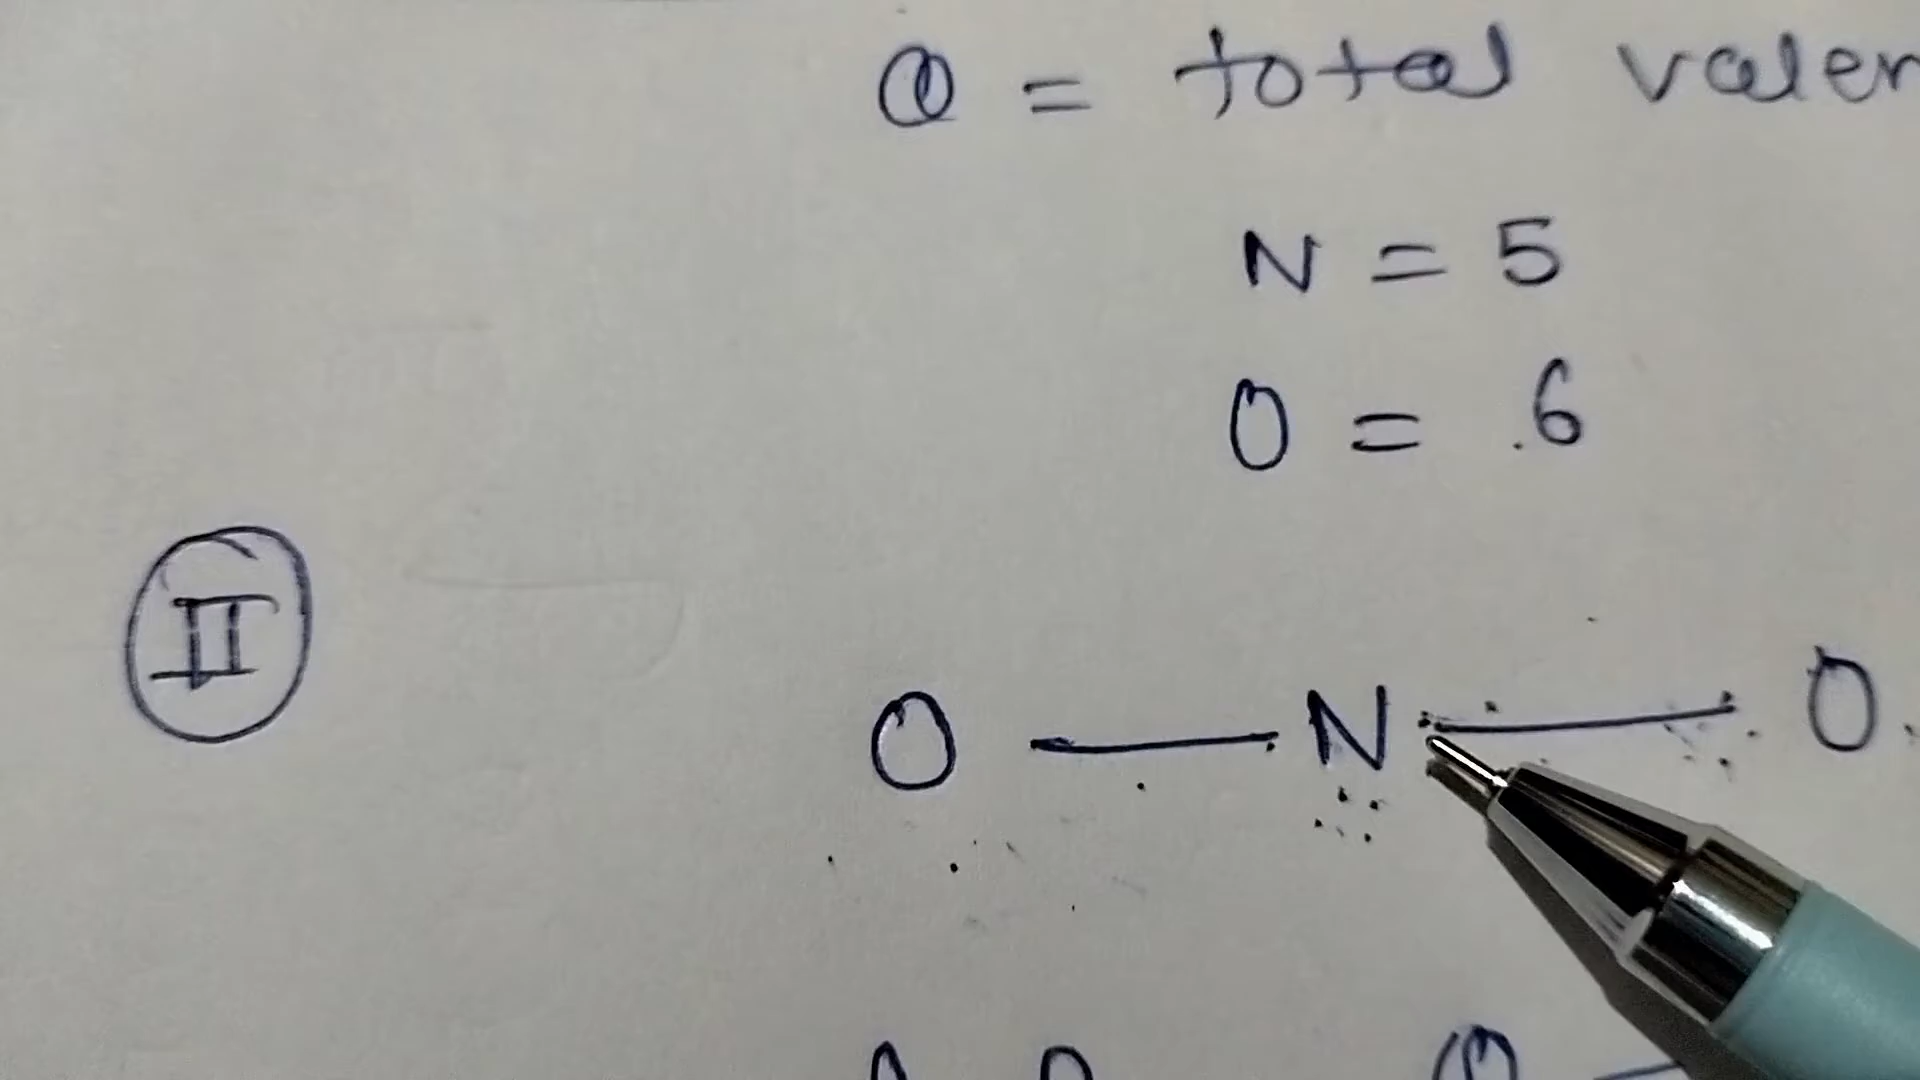 @ = total valen
N = 5
O = 6
II
O — N — O